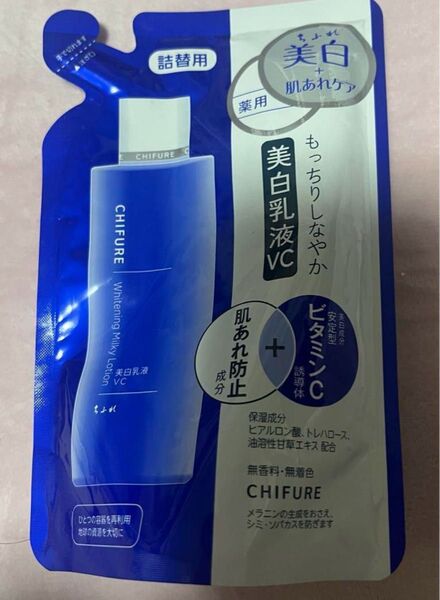 詰替用
ちふれ
美白
+
肌あれケア
薬用
もっちりしなやか
美白乳液VC
CHIFURE
CHIFURE
Whitening Milky Lotion
美白乳液
VC
ちふれ
肌あれ防止
成分
+
美白成分
安定型
ビタミンC
誘導体
保湿成分
ヒアルロン酸、トレハロース、
油溶性甘草エキス 配合
無香料・無着色
CHIFURE
メラニンの生成をおさえ、
シミ・ソバカスを防ぎます
ひとつの容器を再利用
地球の資源を大切に